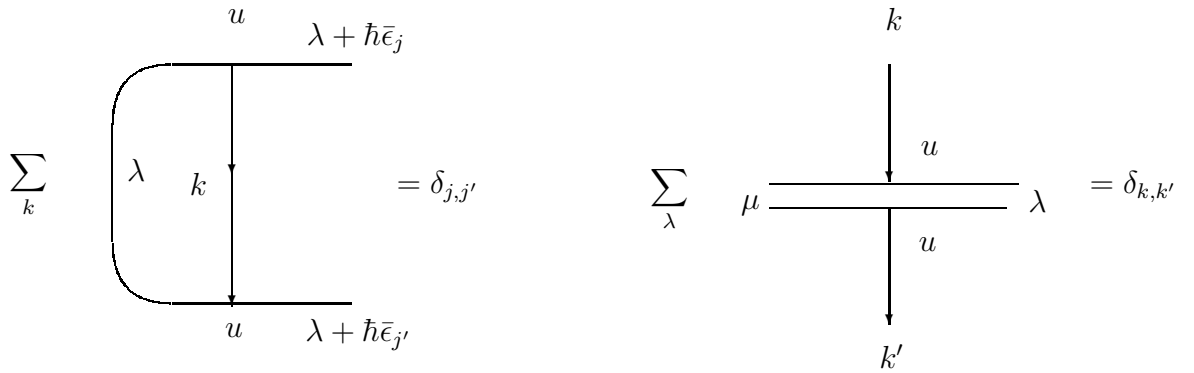 u
λ + ħε̄_j
∑_k
λ
k
= δ_{j,j'}
u
λ + ħε̄_{j'}
k
u
∑_λ
μ
λ
= δ_{k,k'}
u
k'